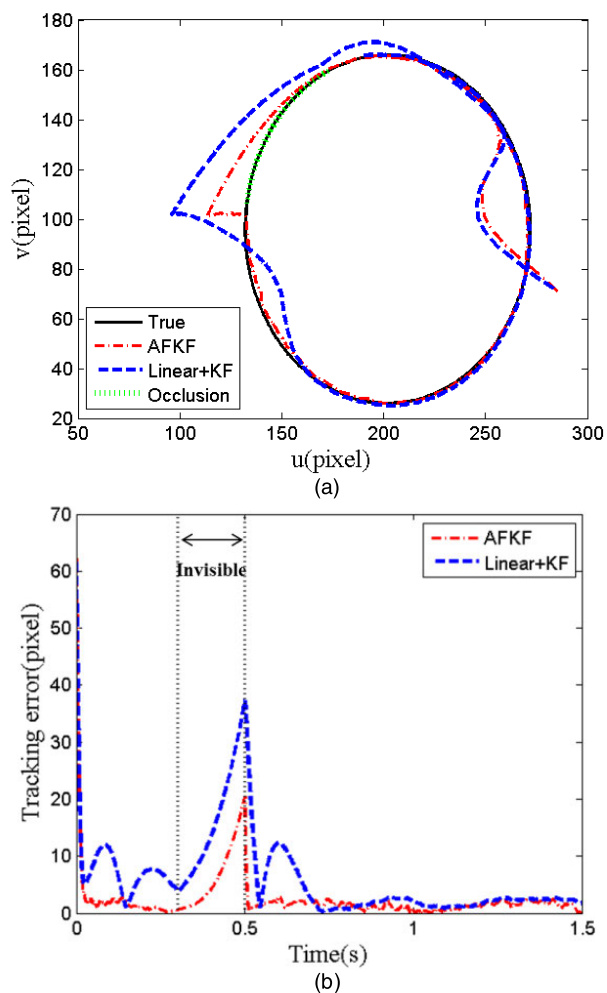 180
160
140
120
100
80
60
40
20
v(pixel)
True
AFKF
Linear+KF
Occlusion
50
100
150
200
250
300
u(pixel)
(a)
70
60
50
40
30
20
10
0
Tracking error(pixel)
Invisible
AFKF
Linear+KF
0
0.5
1
1.5
Time(s)
(b)